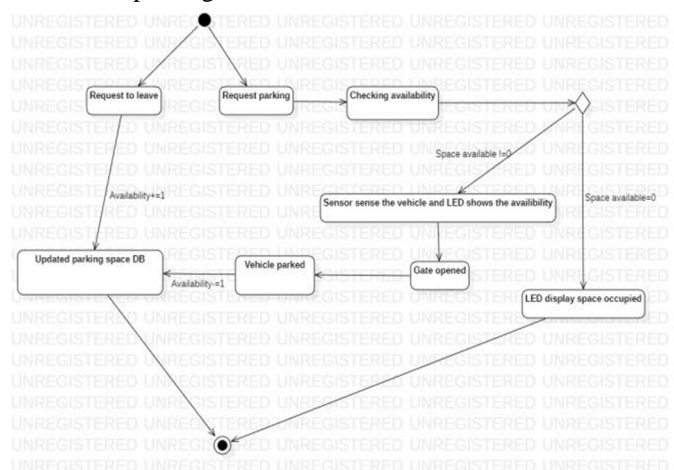 Request to leave
Request parking
Checking availability
Space available !=0
Availability+=1
Space available=0
Sensor sense the vehicle and LED shows the availibility
Updated parking space DB
Vehicle parked
Gate opened
Availability-=1
LED display space occupied